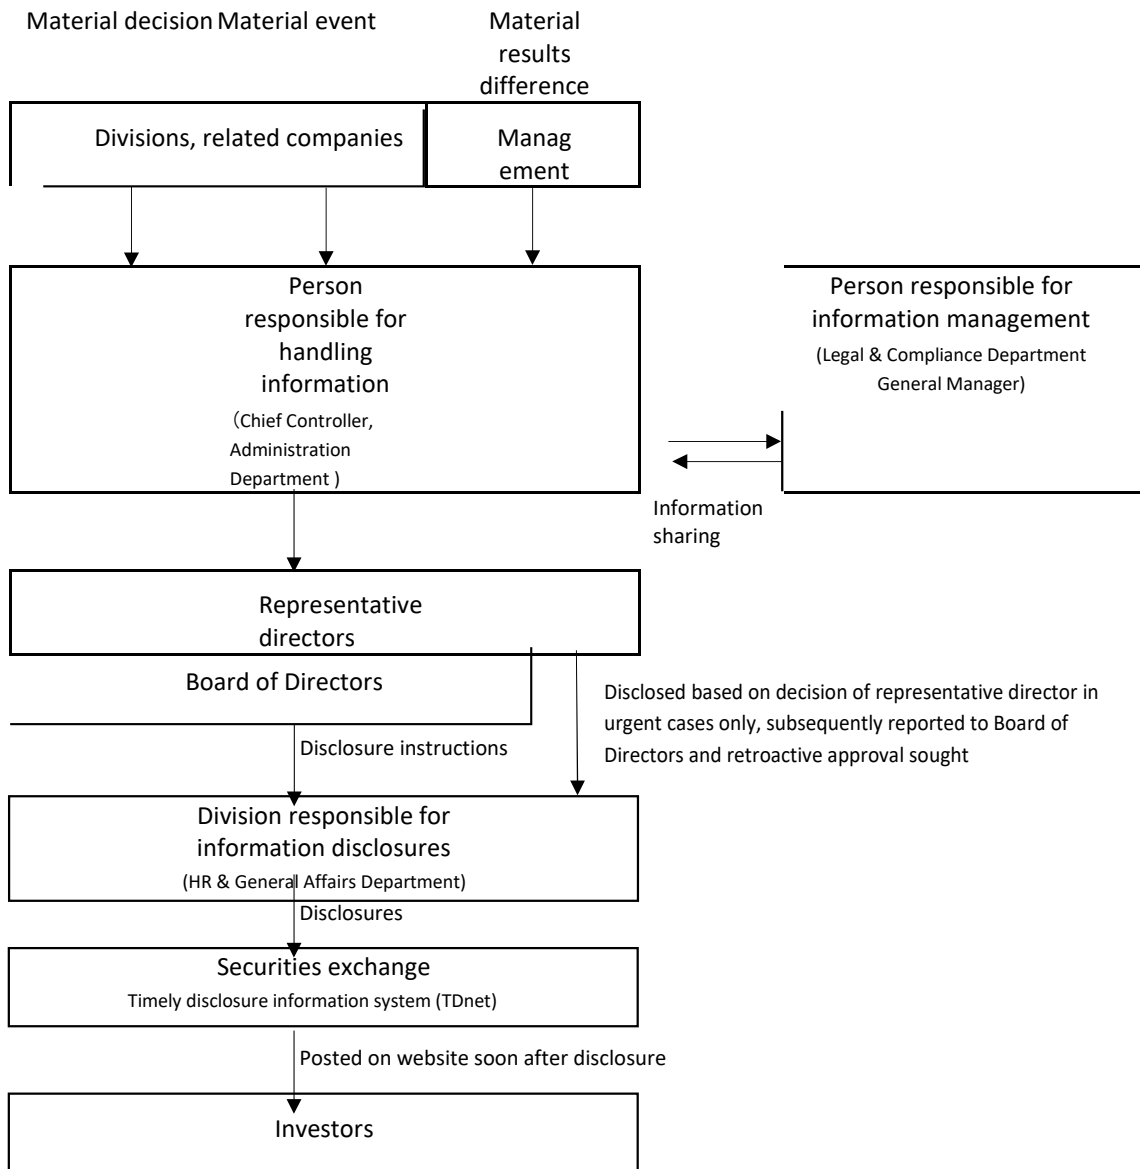 Material decision Material event
Material
results
difference
Divisions, related companies
Manag
ement
Person
responsible for
handling
information
（Chief Controller,
Administration
Department )
Person responsible for
information management
(Legal & Compliance Department
General Manager)
Information
sharing
Representative
directors
Board of Directors
Disclosed based on decision of representative director in
urgent cases only, subsequently reported to Board of
Directors and retroactive approval sought
Disclosure instructions
Division responsible for
information disclosures
(HR & General Affairs Department)
Disclosures
Securities exchange
Timely disclosure information system (TDnet)
Posted on website soon after disclosure
Investors